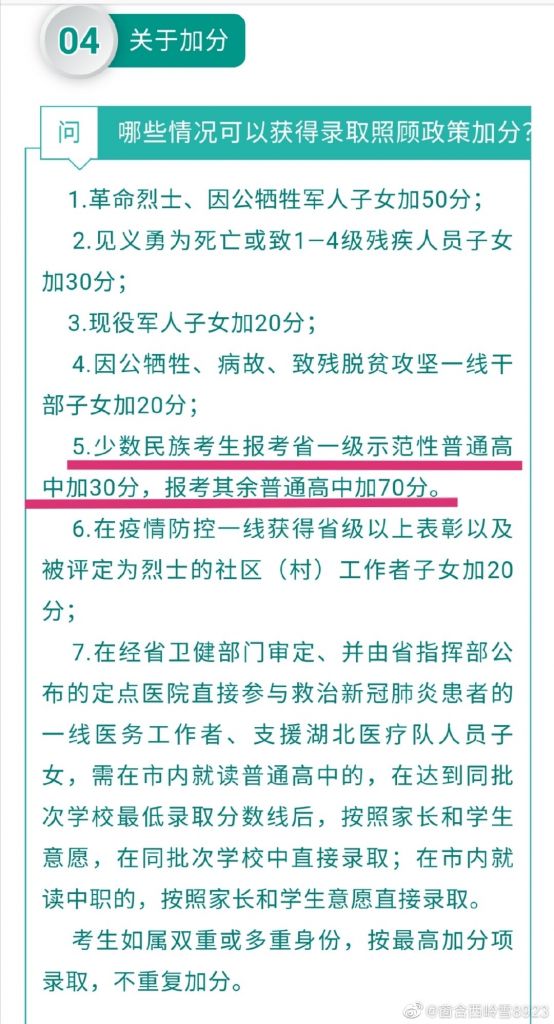 04 关于加分
问 哪些情况可以获得录取照顾政策加分?
1.革命烈士、因公牺牲军人子女加50分；
2.见义勇为死亡或致1—4级残疾人员子女
加30分；
3.现役军人子女加20分；
4.因公牺牲、病故、致残脱贫攻坚一线干
部子女加20分；
5.少数民族考生报考省一级示范性普通高
中加30分，报考其余普通高中加70分。
6.在疫情防控一线获得省级以上表彰以及
被评定为烈士的社区（村）工作者子女加20
分；
7.在经省卫健部门审定、并由省指挥部公
布的定点医院直接参与救治新冠肺炎患者的
一线医务工作者、支援湖北医疗队人员子
女，需在市内就读普通高中的，在达到同批
次学校最低录取分数线后，按照家长和学生
意愿，在同批次学校中直接录取；在市内就
读中职的，按照家长和学生意愿直接录取。
考生如属双重或多重身份，按最高加分项
录取，不重复加分。
@窗含西岭雪8923